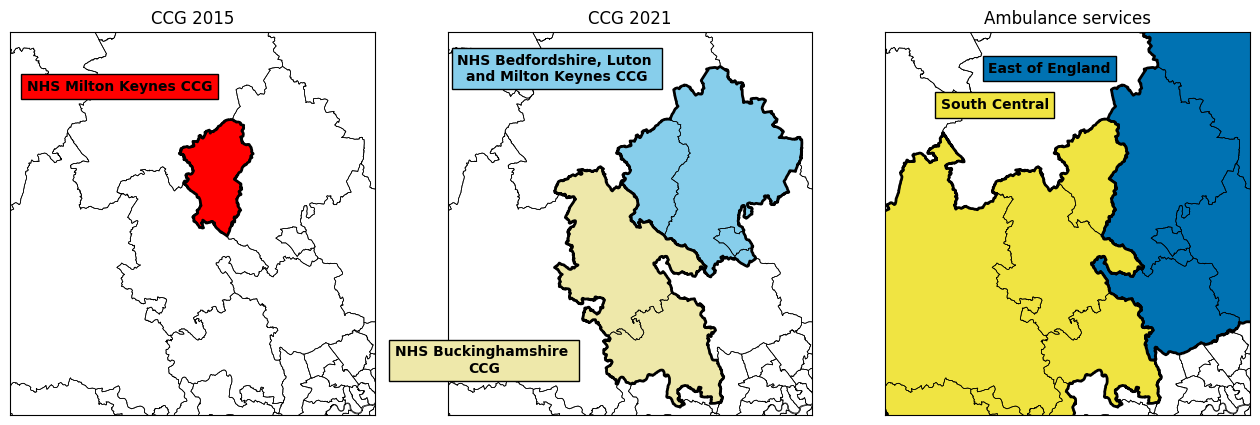 CCG 2015
NHS Milton Keynes CCG
CCG 2021
NHS Bedfordshire, Luton
and Milton Keynes CCG
NHS Buckinghamshire
CCG
Ambulance services
East of England
South Central